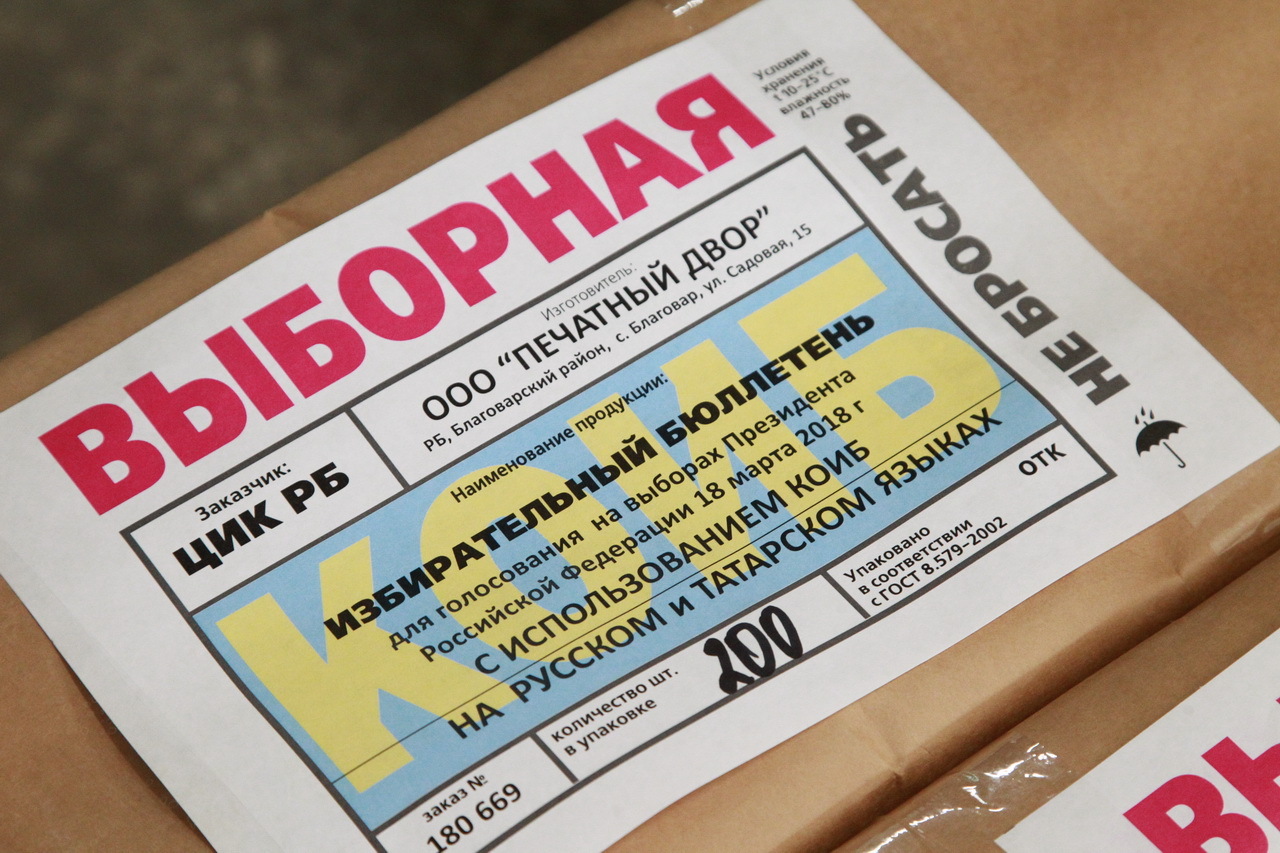 ВЫБОРНАЯ
Условия
хранения
t 10–25°С
влажность
47–80%
НЕ БРОСАТЬ
Заказчик:
ЦИК РБ
Изготовитель:
ООО “ПЕЧАТНЫЙ ДВОР”
РБ, Благоварский район, с. Благовар, ул. Садовая, 15
КОИБ
Наименование продукции:
ИЗБИРАТЕЛЬНЫЙ БЮЛЛЕТЕНЬ
для голосования на выборах Президента
Российской Федерации 18 марта 2018 г
С ИСПОЛЬЗОВАНИЕМ КОИБ
НА РУССКОМ и ТАТАРСКОМ ЯЗЫКАХ
заказ №
180 669
количество шт.
в упаковке
200
Упаковано
в соответствии
с ГОСТ 8.579–2002
ОТК